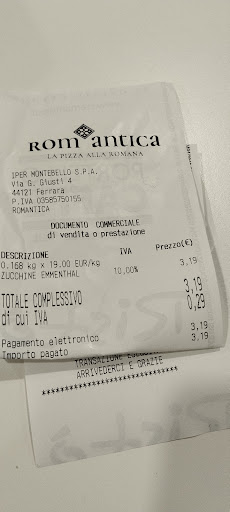 ROM ANTICA
LA PIZZA ALLA ROMANA
IPER MONTEBELLO S.P.A.
Via G. Giusti 4
44121 Ferrara
P.IVA 03585750155
ROMANTICA
DOCUMENTO COMMERCIALE
di vendita o prestazione
DESCRIZIONE IVA Prezzo(€)
0.168 kg x 19.00 EUR/kg
ZUCCHINE EMMENTHAL 10,00% 3,19
TOTALE COMPLESSIVO 3,19
di cui IVA 0,29
Pagamento elettronico 3,19
Importo pagato 3,19
TRANSAZIONE
ARRIVEDERCI E GRAZIE